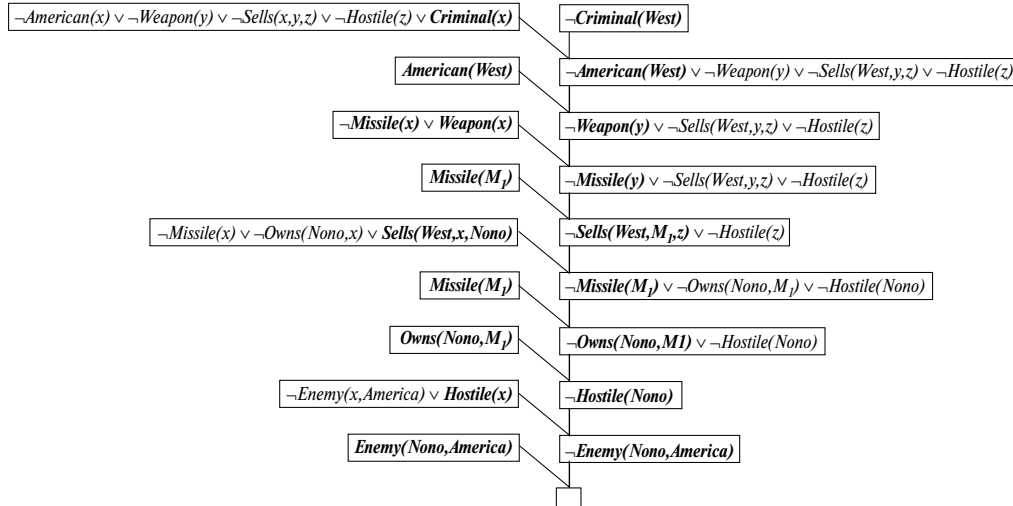 ¬American(x) ∨ ¬Weapon(y) ∨ ¬Sells(x,y,z) ∨ ¬Hostile(z) ∨ Criminal(x)
¬Criminal(West)
American(West)
¬American(West) ∨ ¬Weapon(y) ∨ ¬Sells(West,y,z) ∨ ¬Hostile(z)
¬Missile(x) ∨ Weapon(x)
¬Weapon(y) ∨ ¬Sells(West,y,z) ∨ ¬Hostile(z)
Missile(M₁)
¬Missile(y) ∨ ¬Sells(West,y,z) ∨ ¬Hostile(z)
¬Missile(x) ∨ ¬Owns(Nono,x) ∨ Sells(West,x,Nono)
¬Sells(West,M₁,z) ∨ ¬Hostile(z)
Missile(M₁)
¬Missile(M₁) ∨ ¬Owns(Nono,M₁) ∨ ¬Hostile(Nono)
Owns(Nono,M₁)
¬Owns(Nono,M1) ∨ ¬Hostile(Nono)
¬Enemy(x,America) ∨ Hostile(x)
¬Hostile(Nono)
Enemy(Nono,America)
¬Enemy(Nono,America)